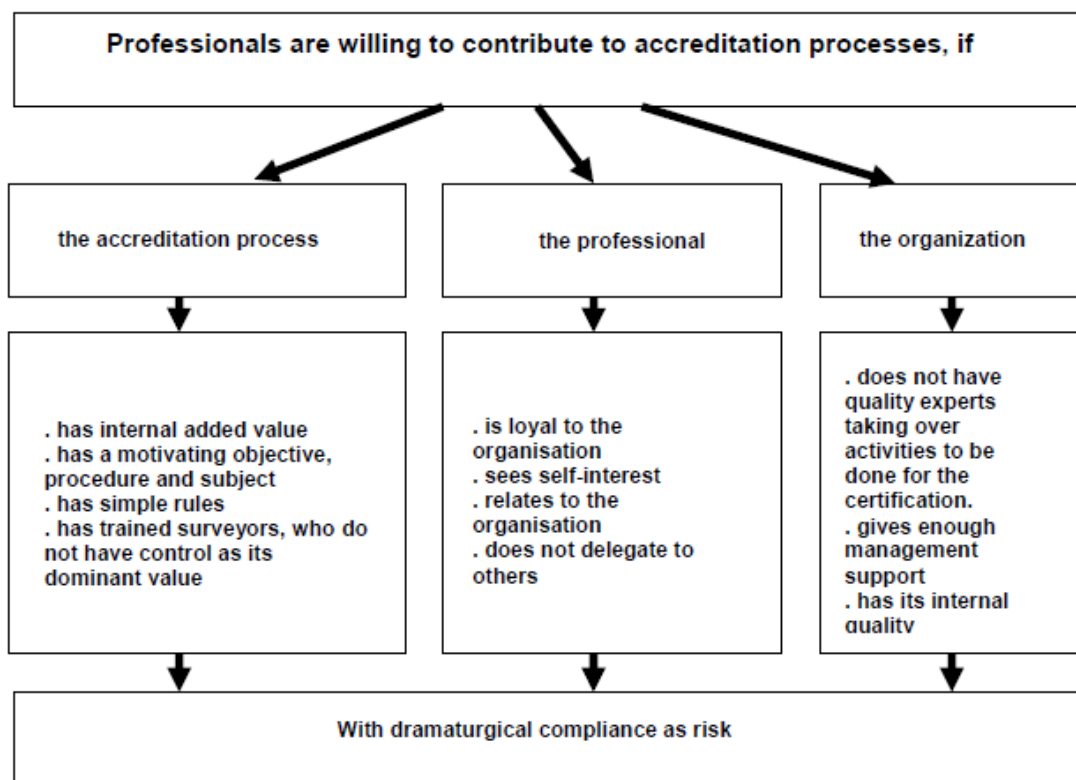 Professionals are willing to contribute to accreditation processes, if
the accreditation process
the professional
the organization
. has internal added value
. has a motivating objective,
procedure and subject
. has simple rules
. has trained surveyors, who do
not have control as its
dominant value
. is loyal to the
organisation
. sees self-interest
. relates to the
organisation
. does not delegate to
others
. does not have
quality experts
taking over
activities to be
done for the
certification.
. gives enough
management
support
. has its internal
quality
With dramaturgical compliance as risk